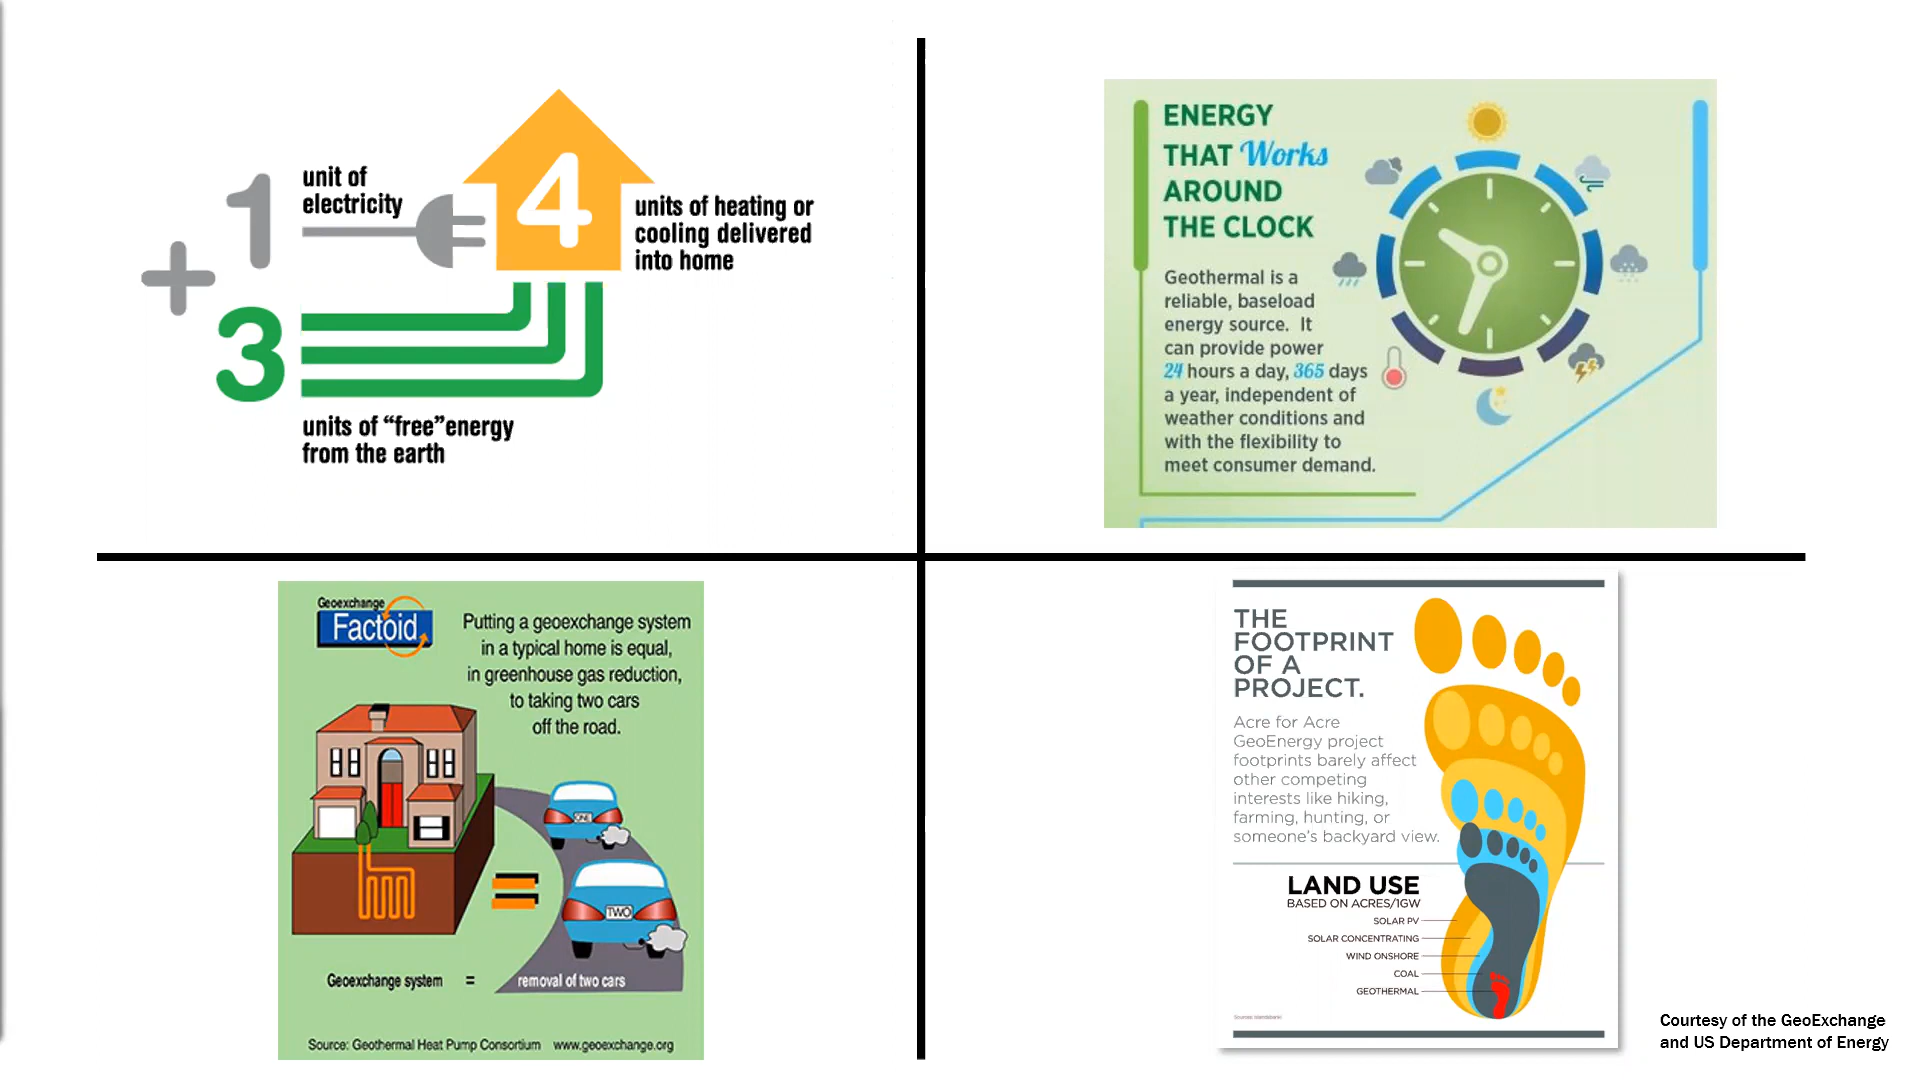 1
unit of
electricity
+
3
units of “free”energy
from the earth
4
units of heating or
cooling delivered
into home
ENERGY
THAT Works
AROUND
THE CLOCK
Geothermal is a
reliable, baseload
energy source. It
can provide power
24 hours a day, 365 days
a year, independent of
weather conditions and
with the flexibility to
meet consumer demand.
Geoexchange
Factoid
Putting a geoexchange system
in a typical home is equal,
in greenhouse gas reduction,
to taking two cars
off the road.
ONE
TWO
=
Geoexchange system = removal of two cars
Source: Geothermal Heat Pump Consortium www.geoexchange.org
THE
FOOTPRINT
OF A
PROJECT.
Acre for Acre
GeoEnergy project
footprints barely affect
other competing
interests like hiking,
farming, hunting, or
someone's backyard view.
LAND USE
BASED ON ACRES/1GW
SOLAR PV
SOLAR CONCENTRATING
WIND ONSHORE
COAL
GEOTHERMAL
Courtesy of the GeoExchange
and US Department of Energy